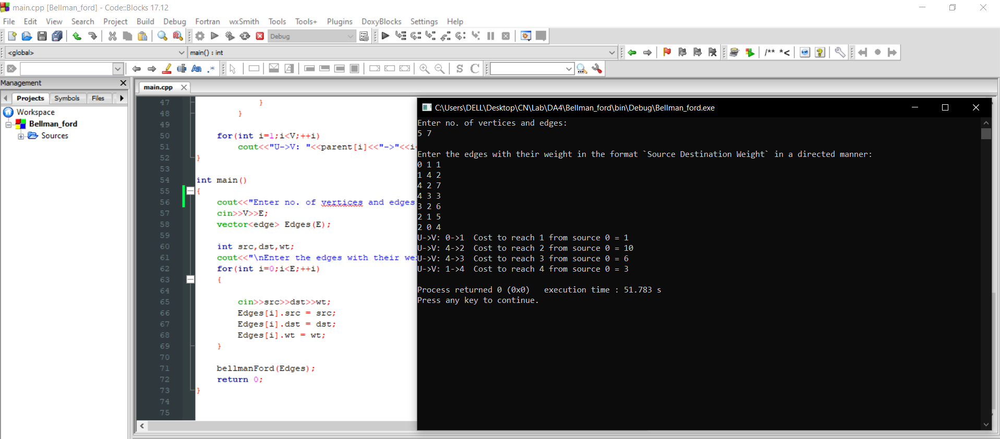 main.cpp [Bellman_ford] - Code::Blocks 17.12
File Edit View Search Project Build Debug Fortran wxSmith Tools Tools+ Plugins DoxyBlocks Settings Help
Debug
<global>
main() : int
/** *<
Aa .*
S C
Management
Projects Symbols Files
Workspace
Bellman_ford
Sources
main.cpp
47 }
48 }
49
50 for(int i=1;i<V;++i)
51 cout<<"U->V: "<<parent[i]<<"->"<<i<
52 }
53
54 int main()
55 {
56 cout<<"Enter no. of vertices and edges
57 cin>>V>>E;
58 vector<edge> Edges(E);
59
60 int src,dst,wt;
61 cout<<"\nEnter the edges with their we
62 for(int i=0;i<E;++i)
63 {
64
65 cin>>src>>dst>>wt;
66 Edges[i].src = src;
67 Edges[i].dst = dst;
68 Edges[i].wt = wt;
69 }
70
71 bellmanFord(Edges);
72 return 0;
73 }
74
75
C:\Users\DELL\Desktop\CN\Lab\DA4\Bellman_ford\bin\Debug\Bellman_ford.exe
Enter no. of vertices and edges:
5 7
Enter the edges with their weight in the format `Source Destination Weight` in a directed manner:
0 1 1
1 4 2
4 2 7
4 3 3
3 2 6
2 1 5
2 0 4
U->V: 0->1  Cost to reach 1 from source 0 = 1
U->V: 4->2  Cost to reach 2 from source 0 = 10
U->V: 4->3  Cost to reach 3 from source 0 = 6
U->V: 1->4  Cost to reach 4 from source 0 = 3
Process returned 0 (0x0)   execution time : 51.783 s
Press any key to continue.